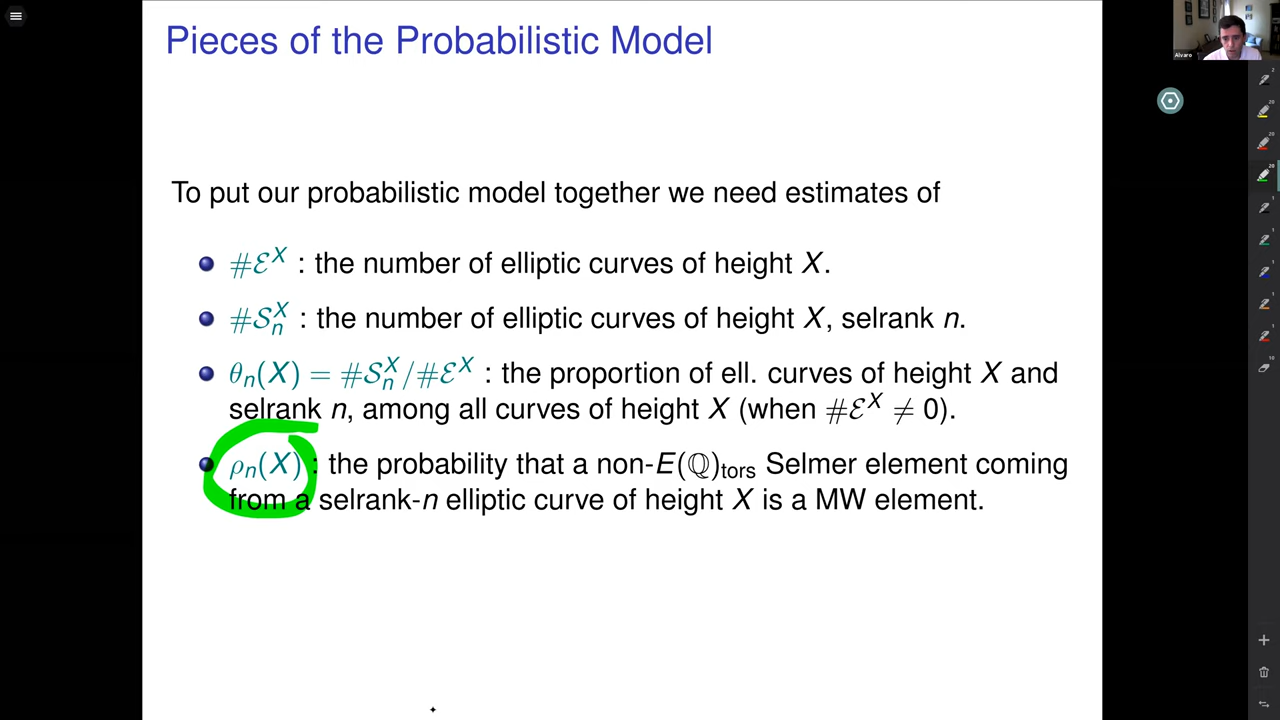 Pieces of the Probabilistic Model
Alvaro
To put our probabilistic model together we need estimates of
#ℰ^X : the number of elliptic curves of height X.
#𝒮_n^X : the number of elliptic curves of height X, selrank n.
θ_n(X) = #𝒮_n^X/#ℰ^X : the proportion of ell. curves of height X and
selrank n, among all curves of height X (when #ℰ^X ≠ 0).
ρ_n(X) : the probability that a non-E(ℚ)_tors Selmer element coming
from a selrank-n elliptic curve of height X is a MW element.